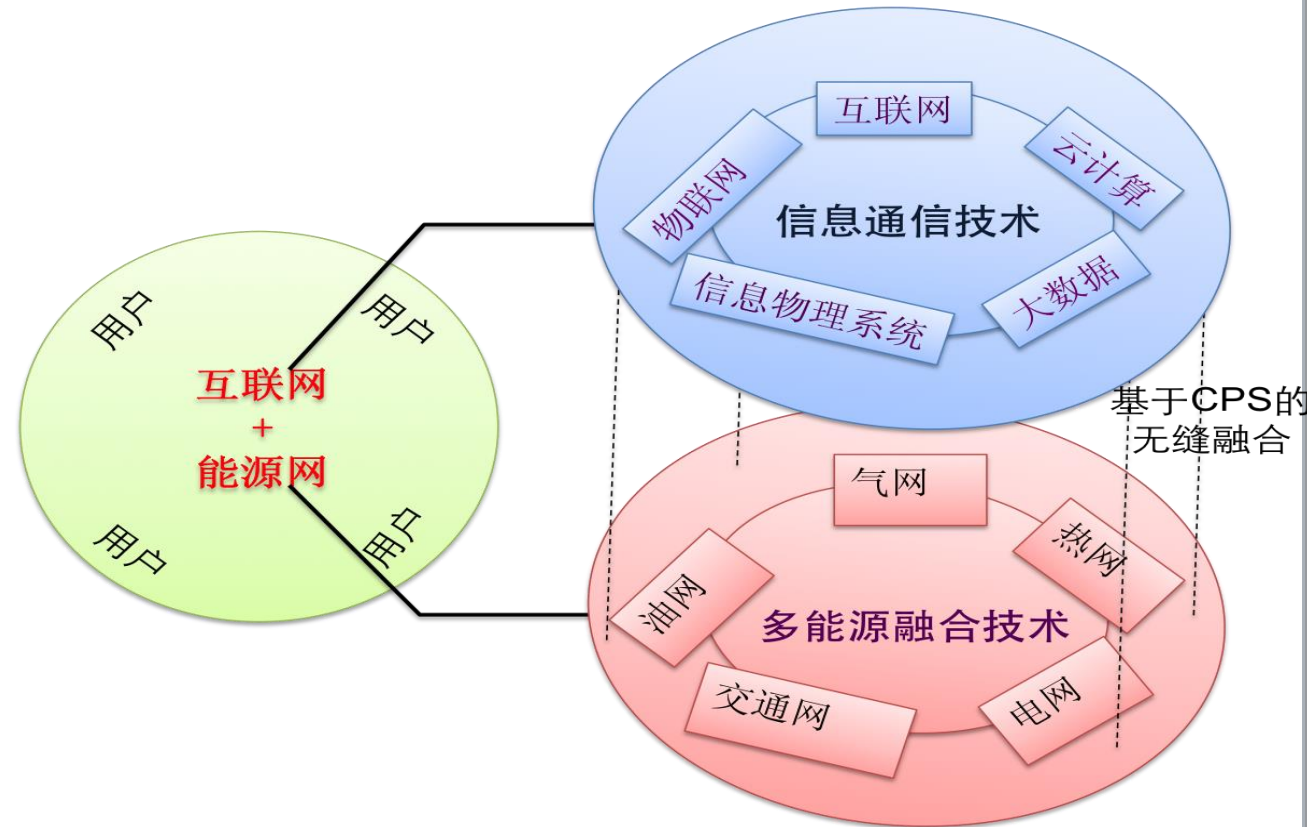 用户
用户
互联网
+
能源网
用户
用户
互联网
物联网
云计算
信息通信技术
信息物理系统
大数据
基于CPS的
无缝融合
气网
油网
热网
多能源融合技术
交通网
电网